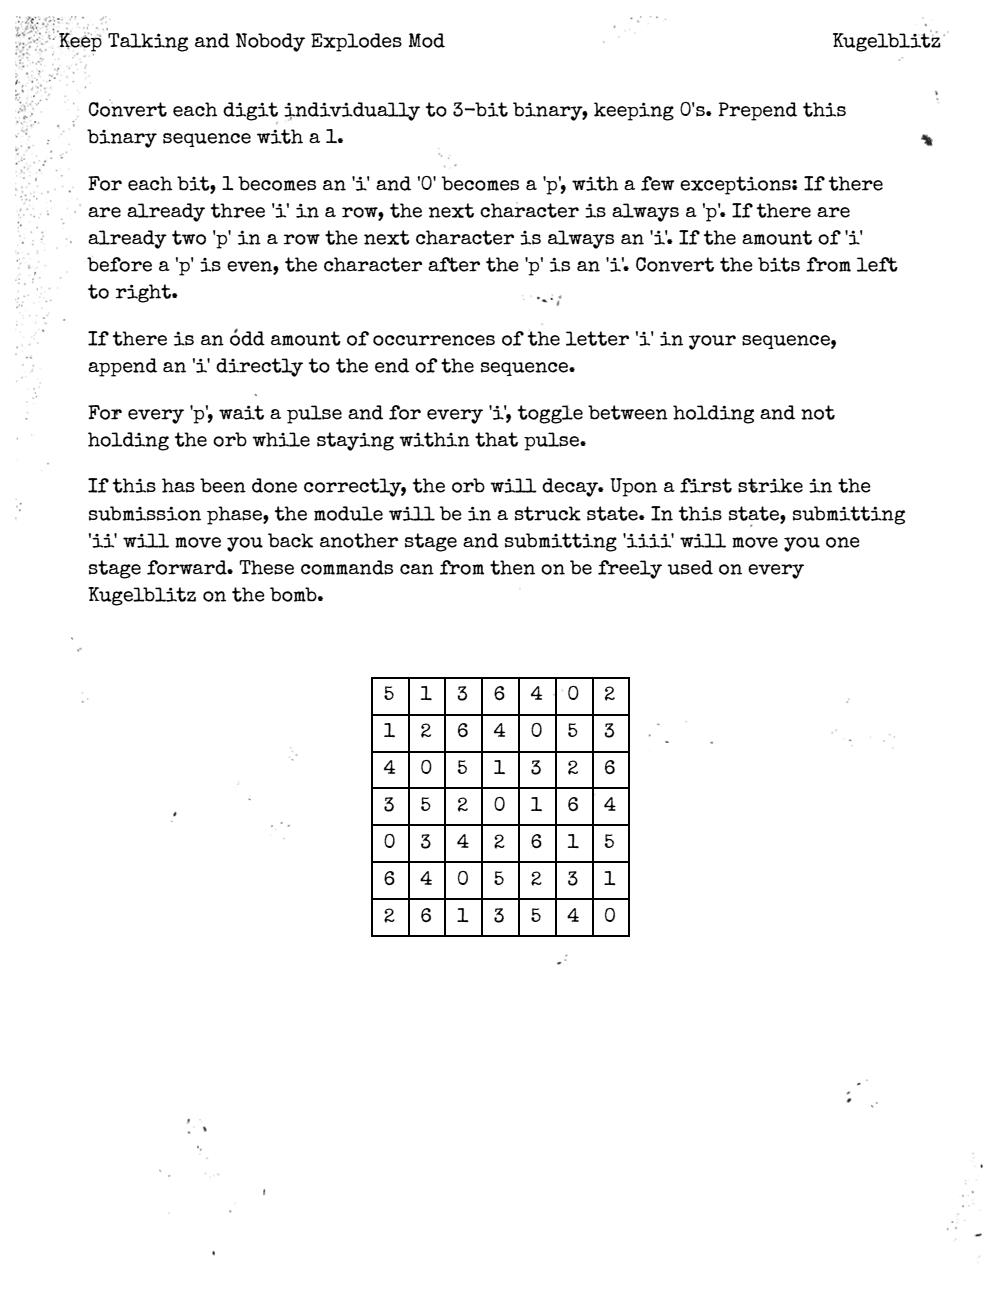 Keep Talking and Nobody Explodes Mod Kugelblitz
Convert each digit individually to 3-bit binary, keeping 0's. Prepend this
binary sequence with a 1.
For each bit, 1 becomes an 'i' and '0' becomes a 'p', with a few exceptions: If there
are already three 'i' in a row, the next character is always a 'p'. If there are
already two 'p' in a row the next character is always an 'i'. If the amount of 'i'
before a 'p' is even, the character after the 'p' is an 'i'. Convert the bits from left
to right.
If there is an odd amount of occurrences of the letter 'i' in your sequence,
append an 'i' directly to the end of the sequence.
For every 'p', wait a pulse and for every 'i', toggle between holding and not
holding the orb while staying within that pulse.
If this has been done correctly, the orb will decay. Upon a first strike in the
submission phase, the module will be in a struck state. In this state, submitting
'ii' will move you back another stage and submitting 'iiii' will move you one
stage forward. These commands can from then on be freely used on every
Kugelblitz on the bomb.
5 1 3 6 4 0 2
1 2 6 4 0 5 3
4 0 5 1 3 2 6
3 5 2 0 1 6 4
0 3 4 2 6 1 5
6 4 0 5 2 3 1
2 6 1 3 5 4 0